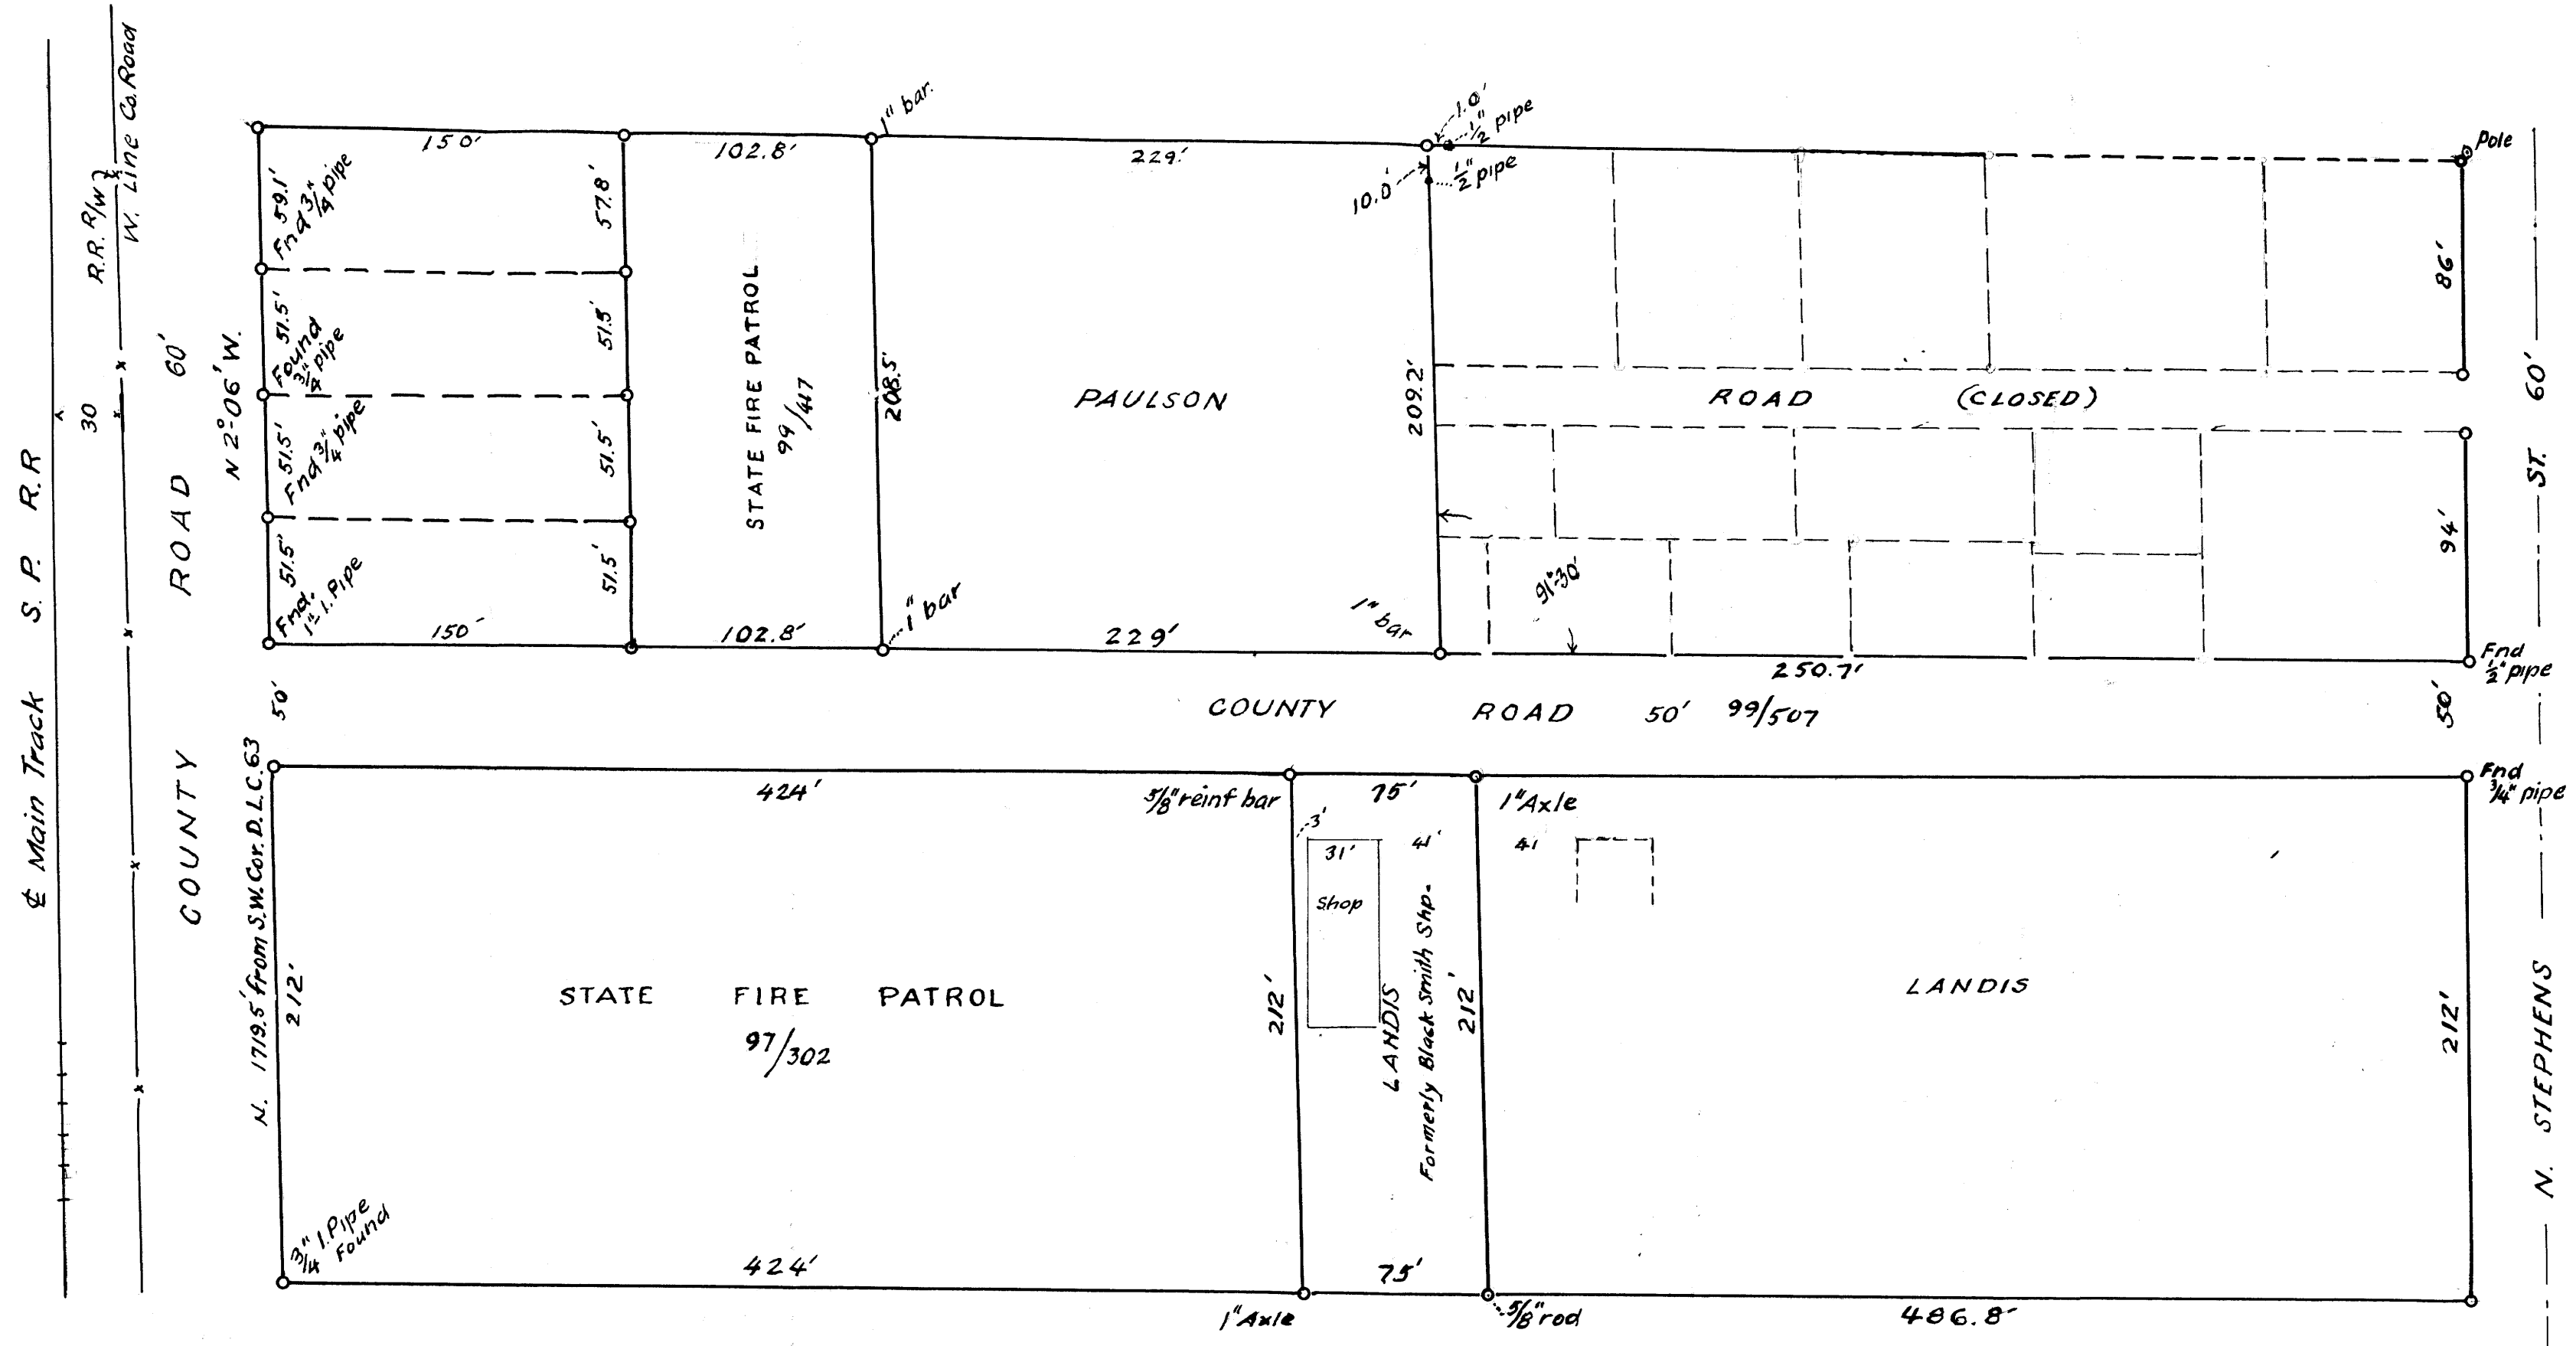 W. Line Co. Road
R.R. R/W
30
℄ Main Track S. P. R.R
COUNTY ROAD 60'
N 2°-06' W.
150'
102.8'
1" bar.
229'
1.0'
1/2" pipe
10.0'
1/2" pipe
Pole
59.1'
Fnd 3/4" pipe
57.8'
51.5'
Found
3/4" pipe
51.5'
51.5'
Fnd 3/4" pipe
51.5'
51.5'
Fnd.
1" I. Pipe
51.5'
STATE FIRE PATROL
99/417
208.5'
PAULSON
209.2'
ROAD (CLOSED)
86'
94'
91°-30'
150'
102.8'
1" bar
229'
1" bar
250.7'
Fnd
1/2" pipe
50'
COUNTY ROAD 50' 99/507
50'
N. 1719.5' from S.W. Cor. D.L.C. 63
424'
5/8" reinf bar
75'
1" Axle
Fnd
3/4" pipe
3'
31'
41'
41
Shop
212'
STATE FIRE PATROL
97/302
212'
LANDIS
Formerly Black Smith Shp.
212'
LANDIS
212'
3/4" I. Pipe
Found
424'
1" Axle
75'
5/8" rod
486.8'
N. STEPHENS ST. 60'